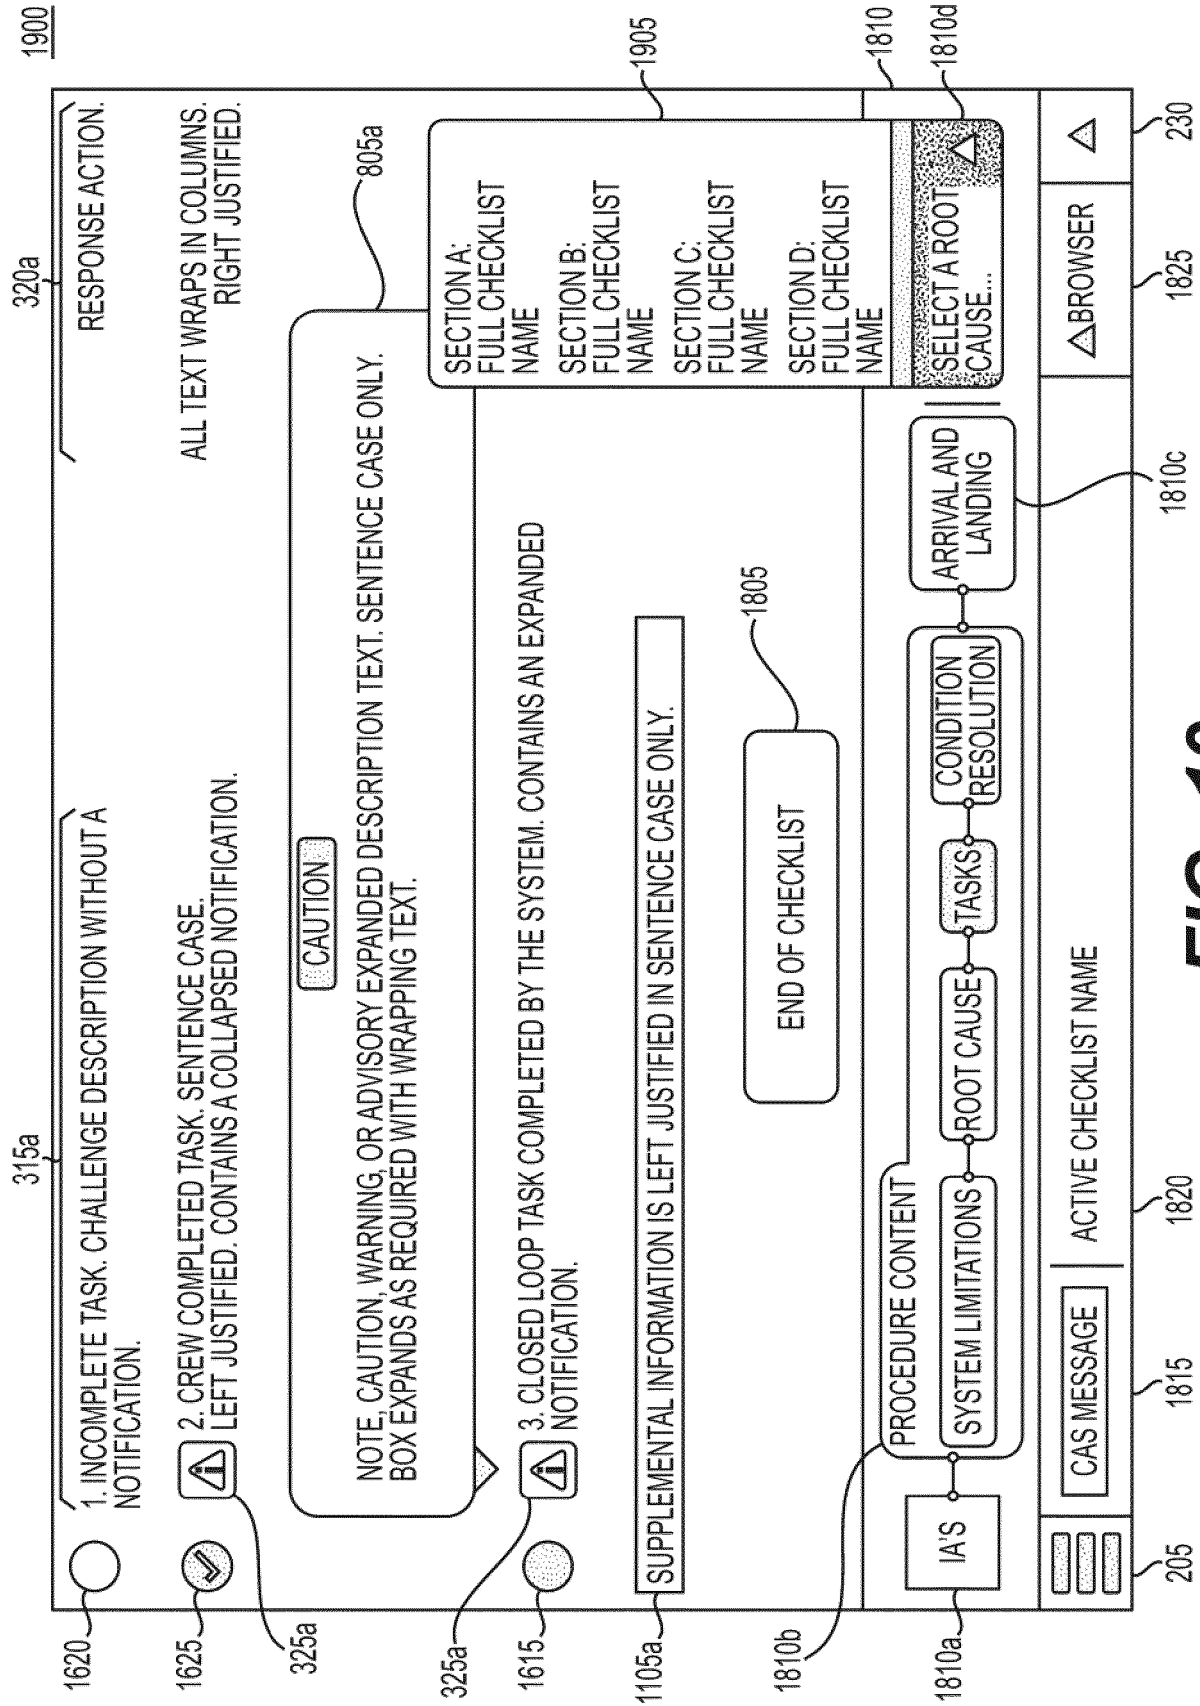 1900
315a
320a
1. INCOMPLETE TASK. CHALLENGE DESCRIPTION WITHOUT A
NOTIFICATION.
RESPONSE ACTION.
1620
2. CREW COMPLETED TASK. SENTENCE CASE.
LEFT JUSTIFIED. CONTAINS A COLLAPSED NOTIFICATION.
ALL TEXT WRAPS IN COLUMNS.
RIGHT JUSTIFIED.
1625
325a
805a
CAUTION
NOTE, CAUTION, WARNING, OR ADVISORY EXPANDED DESCRIPTION TEXT. SENTENCE CASE ONLY.
BOX EXPANDS AS REQUIRED WITH WRAPPING TEXT.
325a
3. CLOSED LOOP TASK COMPLETED BY THE SYSTEM. CONTAINS AN EXPANDED
NOTIFICATION.
1615
SECTION A:
FULL CHECKLIST
NAME
SECTION B:
FULL CHECKLIST
NAME
SECTION C:
FULL CHECKLIST
NAME
SECTION D:
FULL CHECKLIST
NAME
1905
SUPPLEMENTAL INFORMATION IS LEFT JUSTIFIED IN SENTENCE CASE ONLY.
1105a
1805
END OF CHECKLIST
1810b
1810
PROCEDURE CONTENT
IA'S
SYSTEM LIMITATIONS
ROOT CAUSE
TASKS
CONDITION
RESOLUTION
ARRIVAL AND
LANDING
SELECT A ROOT
CAUSE...
1810a
1810d
CAS MESSAGE
ACTIVE CHECKLIST NAME
BROWSER
205
1815
1820
1810c
1825
230